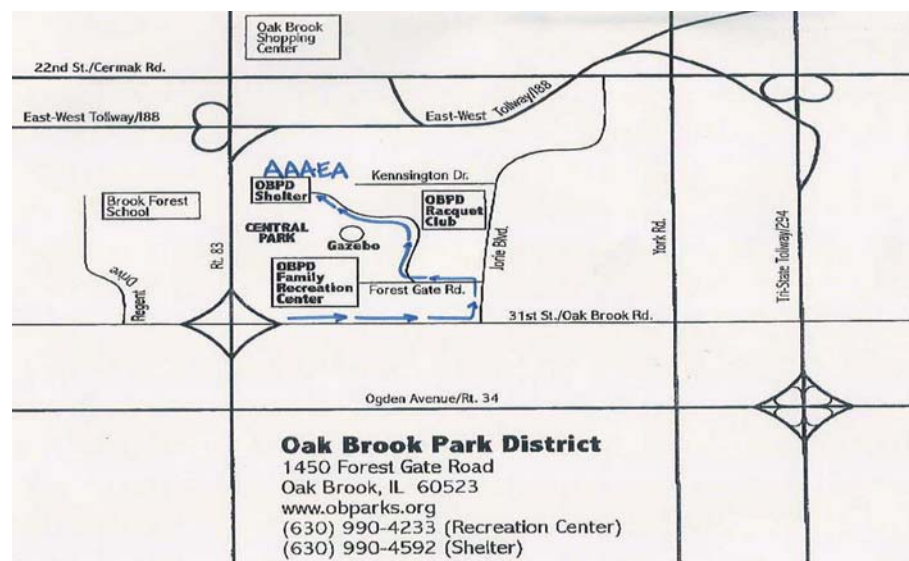 Oak Brook
Shopping
Center
22nd St./Cermak Rd.
East-West Tollway/I88
East-West Tollway/I88
AAAEA
OBPD
Shelter
Kennsington Dr.
Brook Forest
School
OBPD
Racquet
Club
CENTRAL
PARK
Gazebo
Rt. 83
Jorie Blvd.
York Rd.
Tri-State Tollway/294
Regent Drive
OBPD
Family
Recreation
Center
Forest Gate Rd.
31st St./Oak Brook Rd.
Ogden Avenue/Rt. 34
Oak Brook Park District
1450 Forest Gate Road
Oak Brook, IL 60523
www.obparks.org
(630) 990-4233 (Recreation Center)
(630) 990-4592 (Shelter)